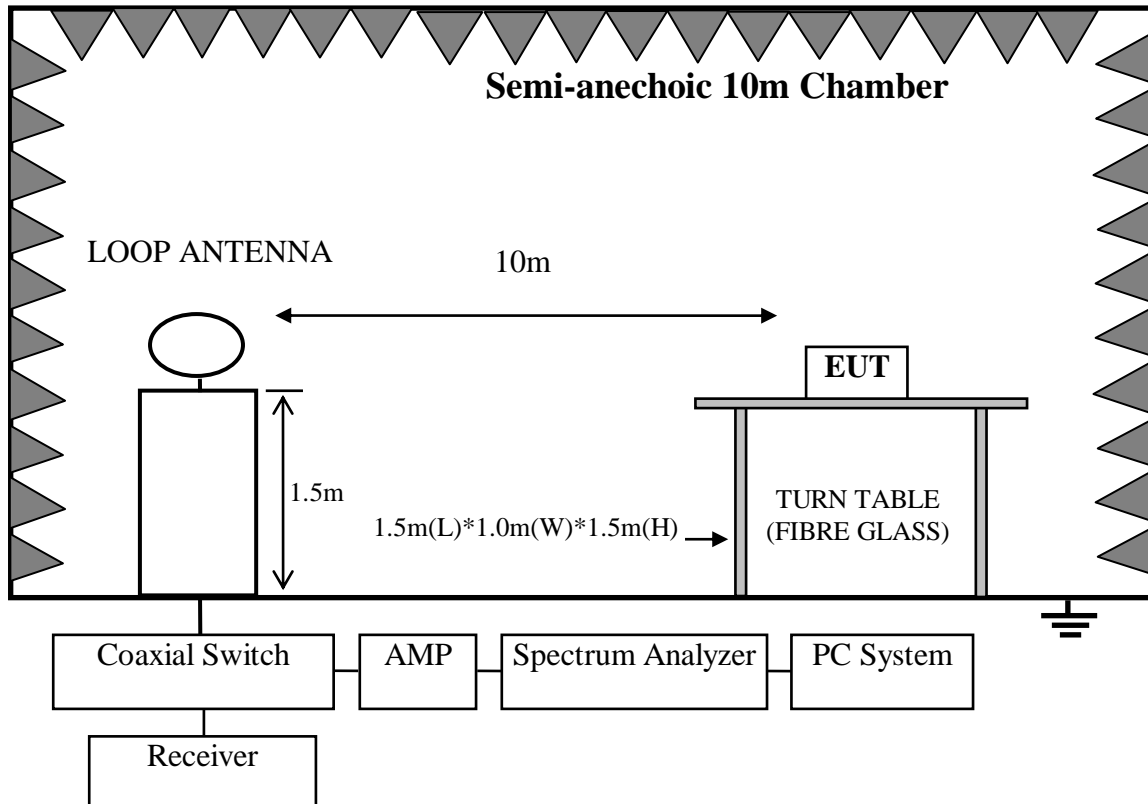 Semi-anechoic 10m Chamber
LOOP ANTENNA
10m
EUT
1.5m
1.5m(L)*1.0m(W)*1.5m(H)
TURN TABLE
(FIBRE GLASS)
Coaxial Switch
AMP
Spectrum Analyzer
PC System
Receiver